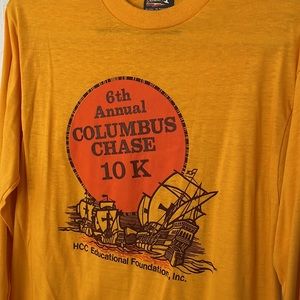 6th
Annual
COLUMBUS
CHASE
10 K
HCC Educational Foundation, Inc.